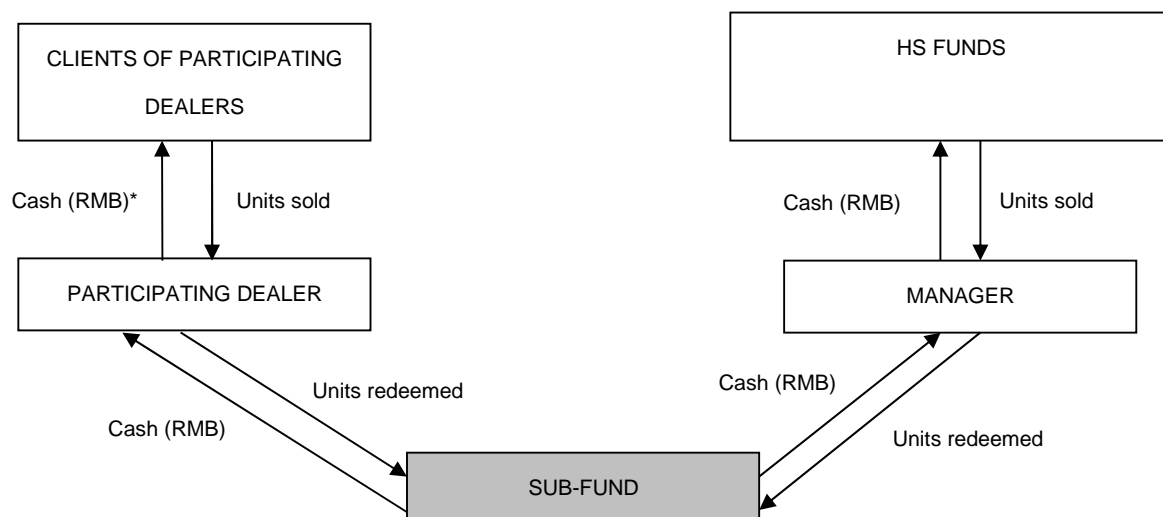 CLIENTS OF PARTICIPATING
DEALERS
HS FUNDS
Cash (RMB)*
Units sold
Cash (RMB)
Units sold
PARTICIPATING DEALER
MANAGER
Units redeemed
Cash (RMB)
Cash (RMB)
Units redeemed
SUB-FUND